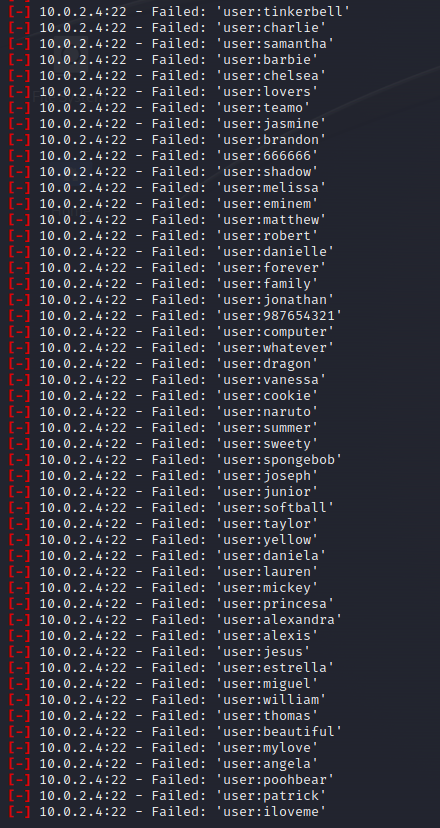 [-] 10.0.2.4:22 - Failed: 'user:tinkerbell'
[-] 10.0.2.4:22 - Failed: 'user:charlie'
[-] 10.0.2.4:22 - Failed: 'user:samantha'
[-] 10.0.2.4:22 - Failed: 'user:barbie'
[-] 10.0.2.4:22 - Failed: 'user:chelsea'
[-] 10.0.2.4:22 - Failed: 'user:lovers'
[-] 10.0.2.4:22 - Failed: 'user:teamo'
[-] 10.0.2.4:22 - Failed: 'user:jasmine'
[-] 10.0.2.4:22 - Failed: 'user:brandon'
[-] 10.0.2.4:22 - Failed: 'user:666666'
[-] 10.0.2.4:22 - Failed: 'user:shadow'
[-] 10.0.2.4:22 - Failed: 'user:melissa'
[-] 10.0.2.4:22 - Failed: 'user:eminem'
[-] 10.0.2.4:22 - Failed: 'user:matthew'
[-] 10.0.2.4:22 - Failed: 'user:robert'
[-] 10.0.2.4:22 - Failed: 'user:danielle'
[-] 10.0.2.4:22 - Failed: 'user:forever'
[-] 10.0.2.4:22 - Failed: 'user:family'
[-] 10.0.2.4:22 - Failed: 'user:jonathan'
[-] 10.0.2.4:22 - Failed: 'user:987654321'
[-] 10.0.2.4:22 - Failed: 'user:computer'
[-] 10.0.2.4:22 - Failed: 'user:whatever'
[-] 10.0.2.4:22 - Failed: 'user:dragon'
[-] 10.0.2.4:22 - Failed: 'user:vanessa'
[-] 10.0.2.4:22 - Failed: 'user:cookie'
[-] 10.0.2.4:22 - Failed: 'user:naruto'
[-] 10.0.2.4:22 - Failed: 'user:summer'
[-] 10.0.2.4:22 - Failed: 'user:sweety'
[-] 10.0.2.4:22 - Failed: 'user:spongebob'
[-] 10.0.2.4:22 - Failed: 'user:joseph'
[-] 10.0.2.4:22 - Failed: 'user:junior'
[-] 10.0.2.4:22 - Failed: 'user:softball'
[-] 10.0.2.4:22 - Failed: 'user:taylor'
[-] 10.0.2.4:22 - Failed: 'user:yellow'
[-] 10.0.2.4:22 - Failed: 'user:daniela'
[-] 10.0.2.4:22 - Failed: 'user:lauren'
[-] 10.0.2.4:22 - Failed: 'user:mickey'
[-] 10.0.2.4:22 - Failed: 'user:princesa'
[-] 10.0.2.4:22 - Failed: 'user:alexandra'
[-] 10.0.2.4:22 - Failed: 'user:alexis'
[-] 10.0.2.4:22 - Failed: 'user:jesus'
[-] 10.0.2.4:22 - Failed: 'user:estrella'
[-] 10.0.2.4:22 - Failed: 'user:miguel'
[-] 10.0.2.4:22 - Failed: 'user:william'
[-] 10.0.2.4:22 - Failed: 'user:thomas'
[-] 10.0.2.4:22 - Failed: 'user:beautiful'
[-] 10.0.2.4:22 - Failed: 'user:mylove'
[-] 10.0.2.4:22 - Failed: 'user:angela'
[-] 10.0.2.4:22 - Failed: 'user:poohbear'
[-] 10.0.2.4:22 - Failed: 'user:patrick'
[-] 10.0.2.4:22 - Failed: 'user:iloveme'